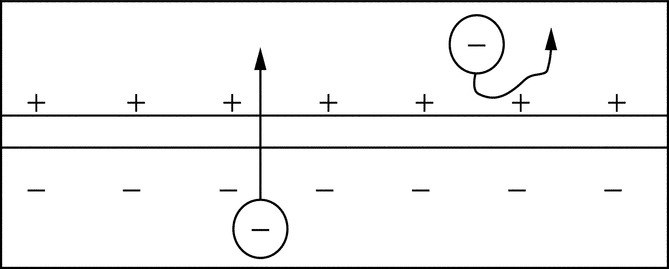 −
+ + + + + + +
− − − − − − −
−